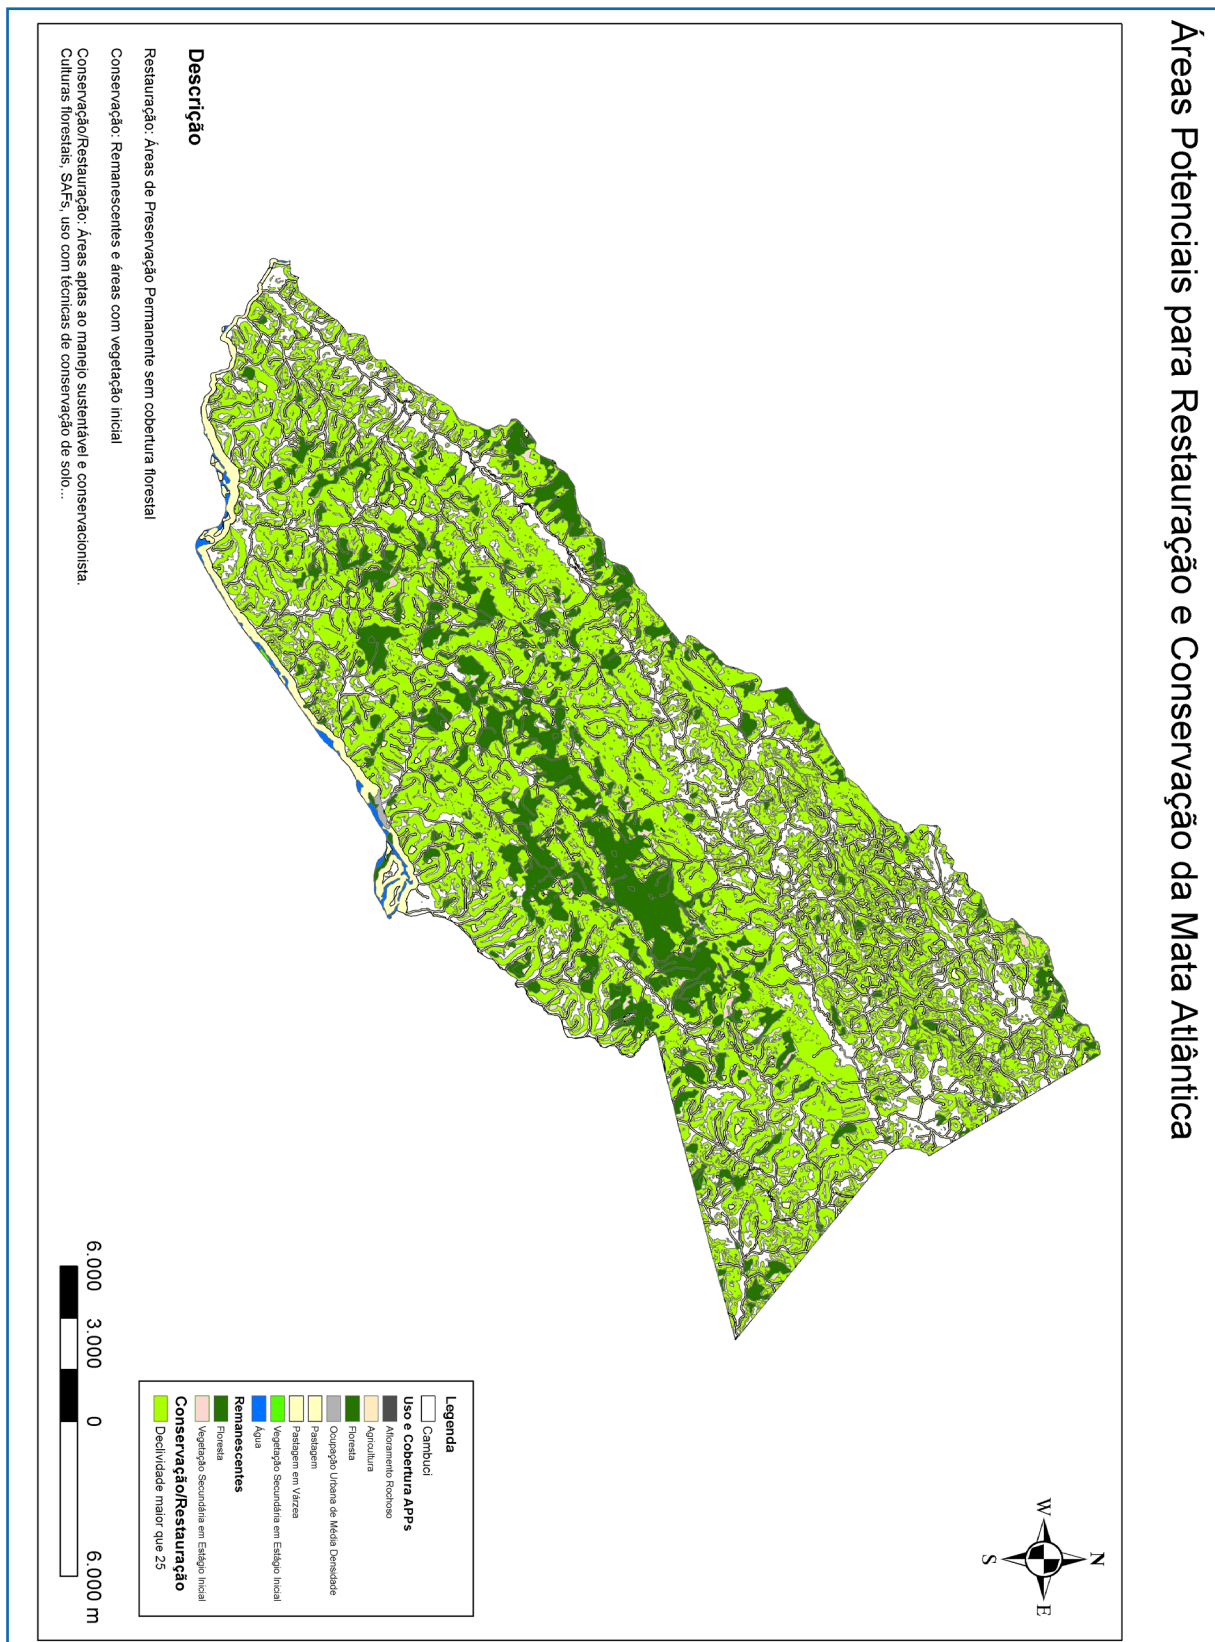 Áreas Potenciais para Restauração e Conservação da Mata Atlântica
N
W
E
S
Legenda
Cambuci
Uso e Cobertura APPs
Afloramento Rochoso
Agricultura
Floresta
Ocupação Urbana de Média Densidade
Pastagem
Pastagem em Várzea
Vegetação Secundária em Estágio Inicial
Água
Remanescentes
Floresta
Vegetação Secundária em Estágio Inicial
Conservação/Restauração
Declividade maior que 25
Descrição
Restauração: Áreas de Preservação Permanente sem cobertura florestal
Conservação: Remanescentes e áreas com vegetação inicial
Conservação/Restauração: Áreas aptas ao manejo sustentável e conservacionista.
Culturas florestais, SAFs, uso com técnicas de conservação de solo...
6.000 3.000 0 6.000 m